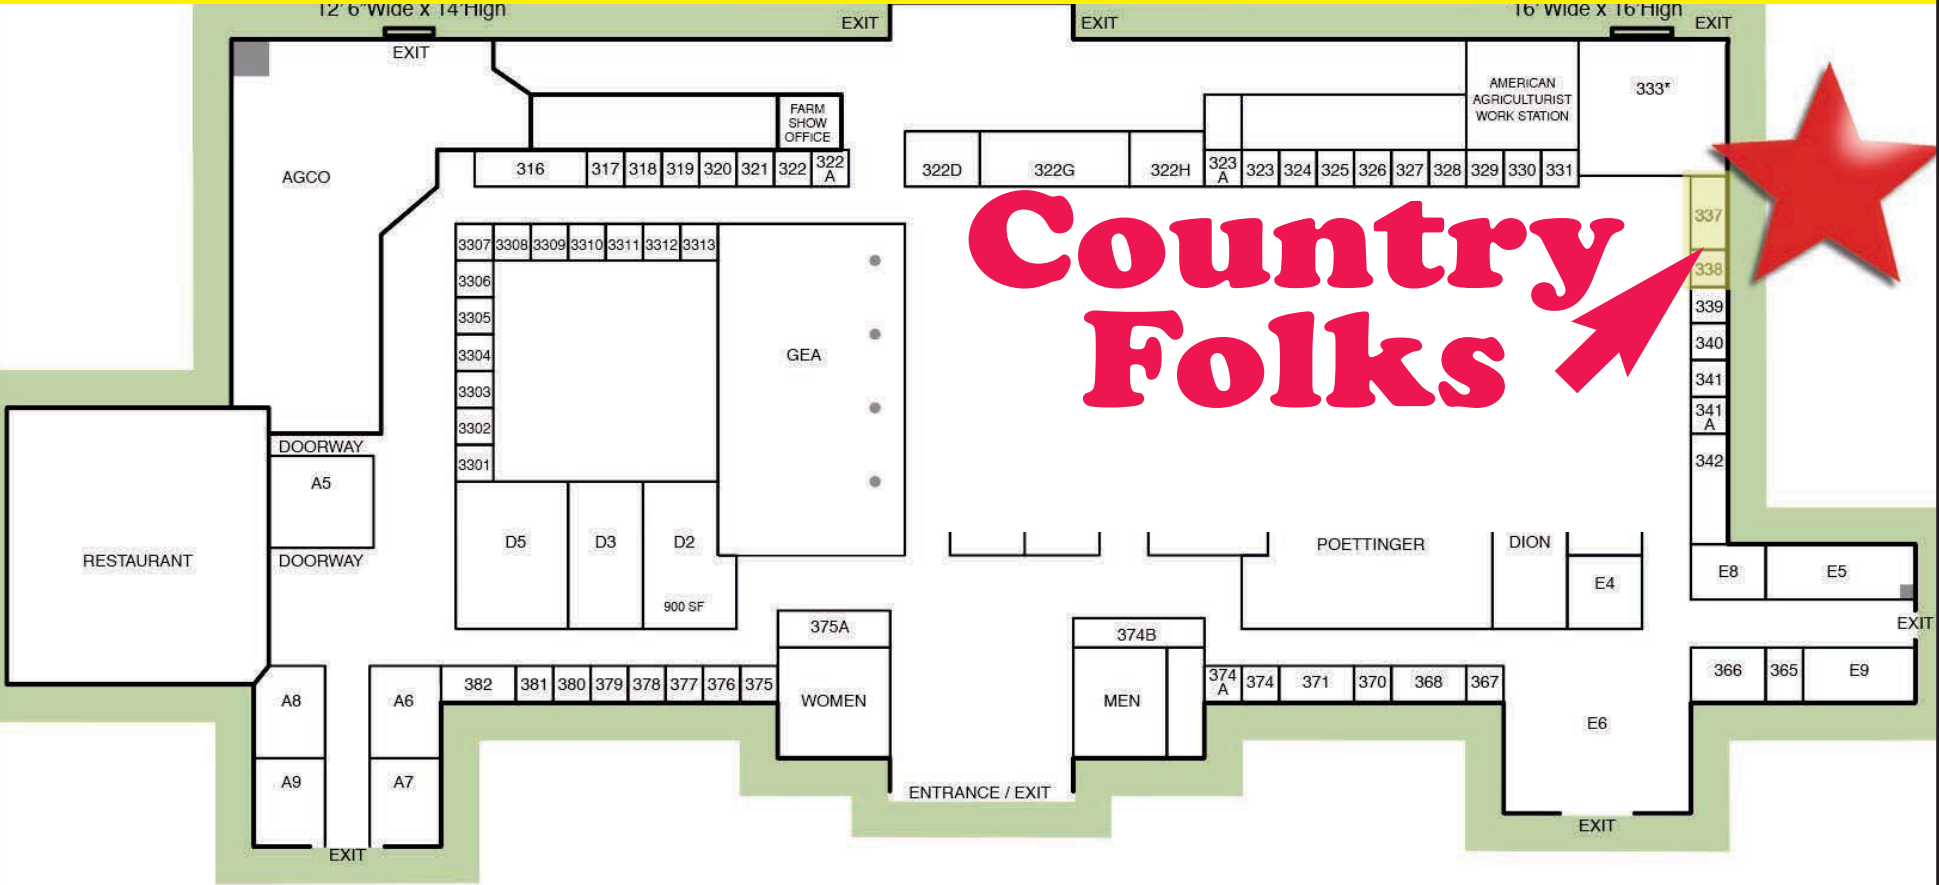 12' 6"Wide x 14'High
EXIT
EXIT
16' Wide x 16'High
EXIT
EXIT
FARM
SHOW
OFFICE
AMERICAN
AGRICULTURIST
WORK STATION
333*
AGCO
316
317
318
319
320
321
322
322
A
322D
322G
322H
323
A
323
324
325
326
327
328
329
330
331
Country
Folks
337
338
339
340
341
341
A
342
3307
3308
3309
3310
3311
3312
3313
3306
3305
3304
3303
3302
3301
GEA
DOORWAY
A5
DOORWAY
RESTAURANT
D5
D3
D2
900 SF
POETTINGER
DION
E4
E8
E5
EXIT
375A
374B
382
381
380
379
378
377
376
375
WOMEN
MEN
374
A
374
371
370
368
367
366
365
E9
E6
A8
A6
A9
A7
ENTRANCE / EXIT
EXIT
EXIT